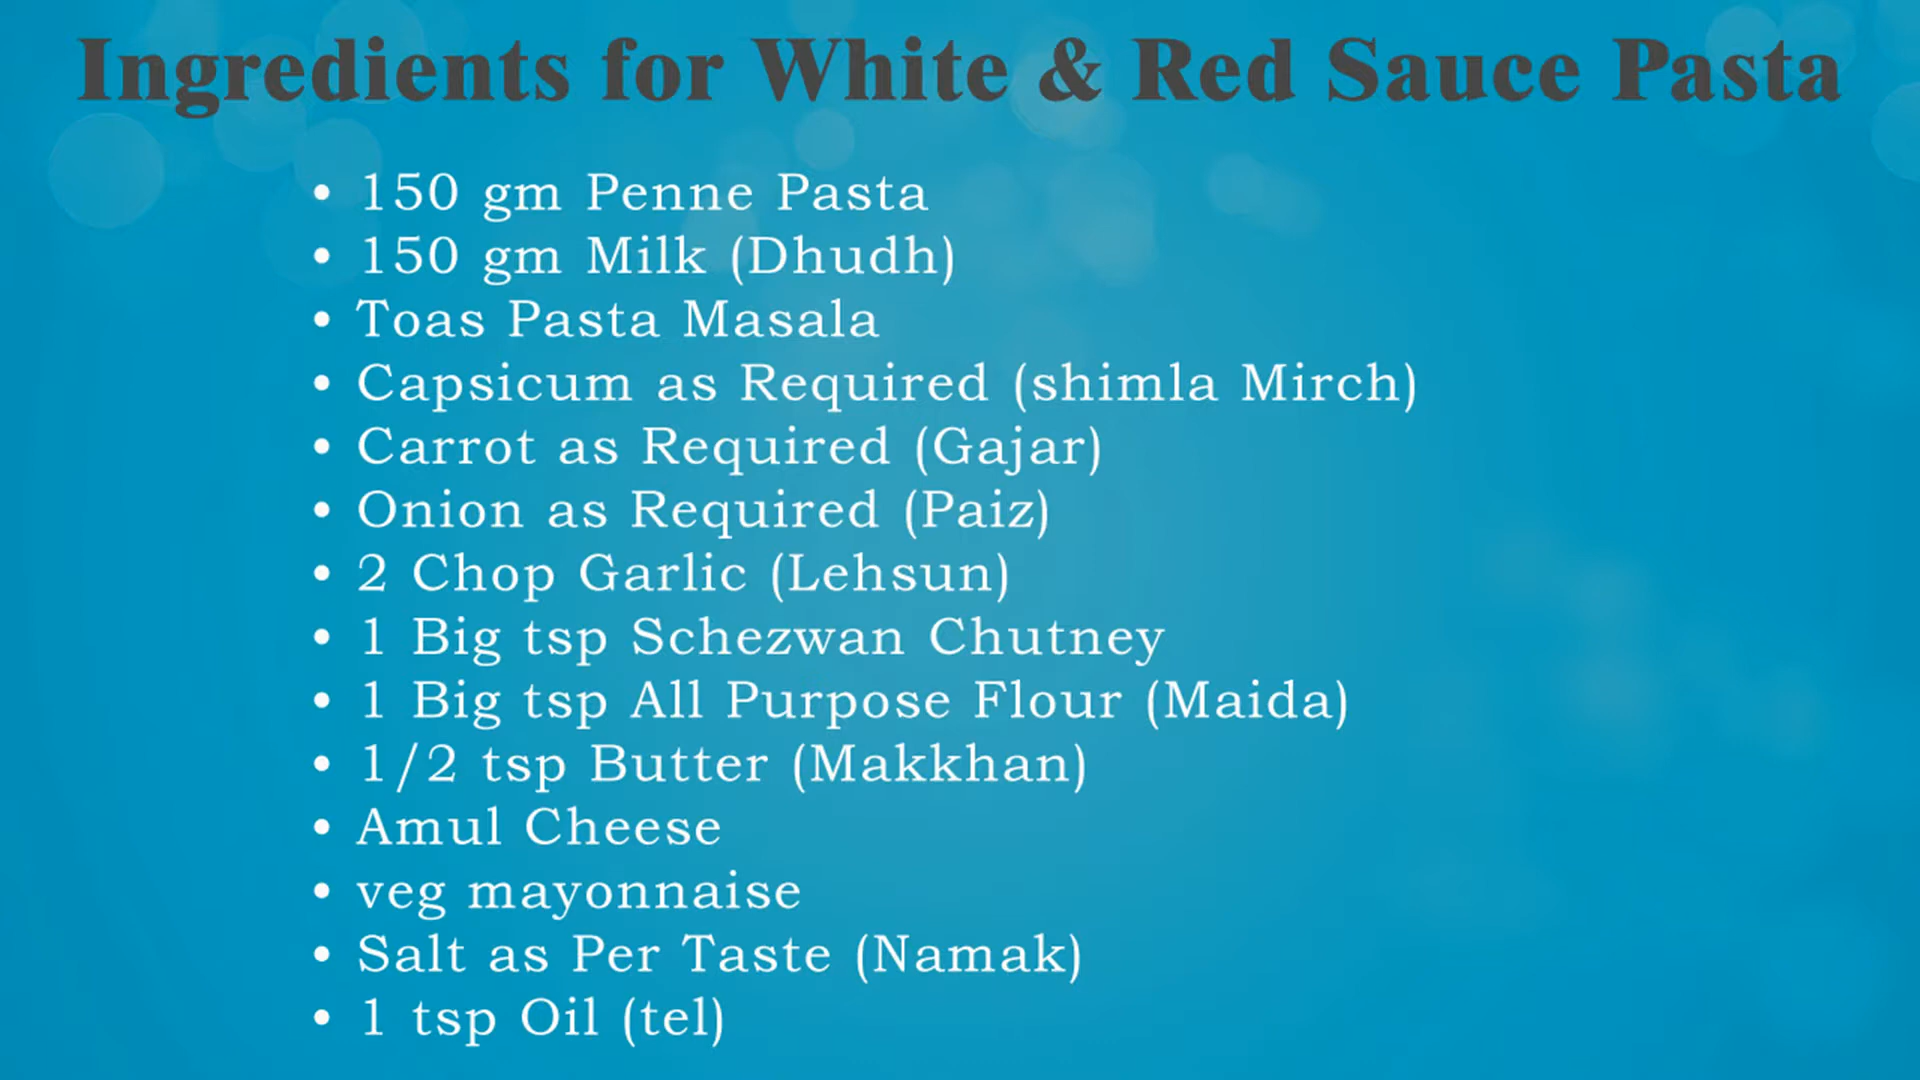 Ingredients for White & Red Sauce Pasta
• 150 gm Penne Pasta
• 150 gm Milk (Dhudh)
• Toas Pasta Masala
• Capsicum as Required (shimla Mirch)
• Carrot as Required (Gajar)
• Onion as Required (Paiz)
• 2 Chop Garlic (Lehsun)
• 1 Big tsp Schezwan Chutney
• 1 Big tsp All Purpose Flour (Maida)
• 1/2 tsp Butter (Makkhan)
• Amul Cheese
• veg mayonnaise
• Salt as Per Taste (Namak)
• 1 tsp Oil (tel)